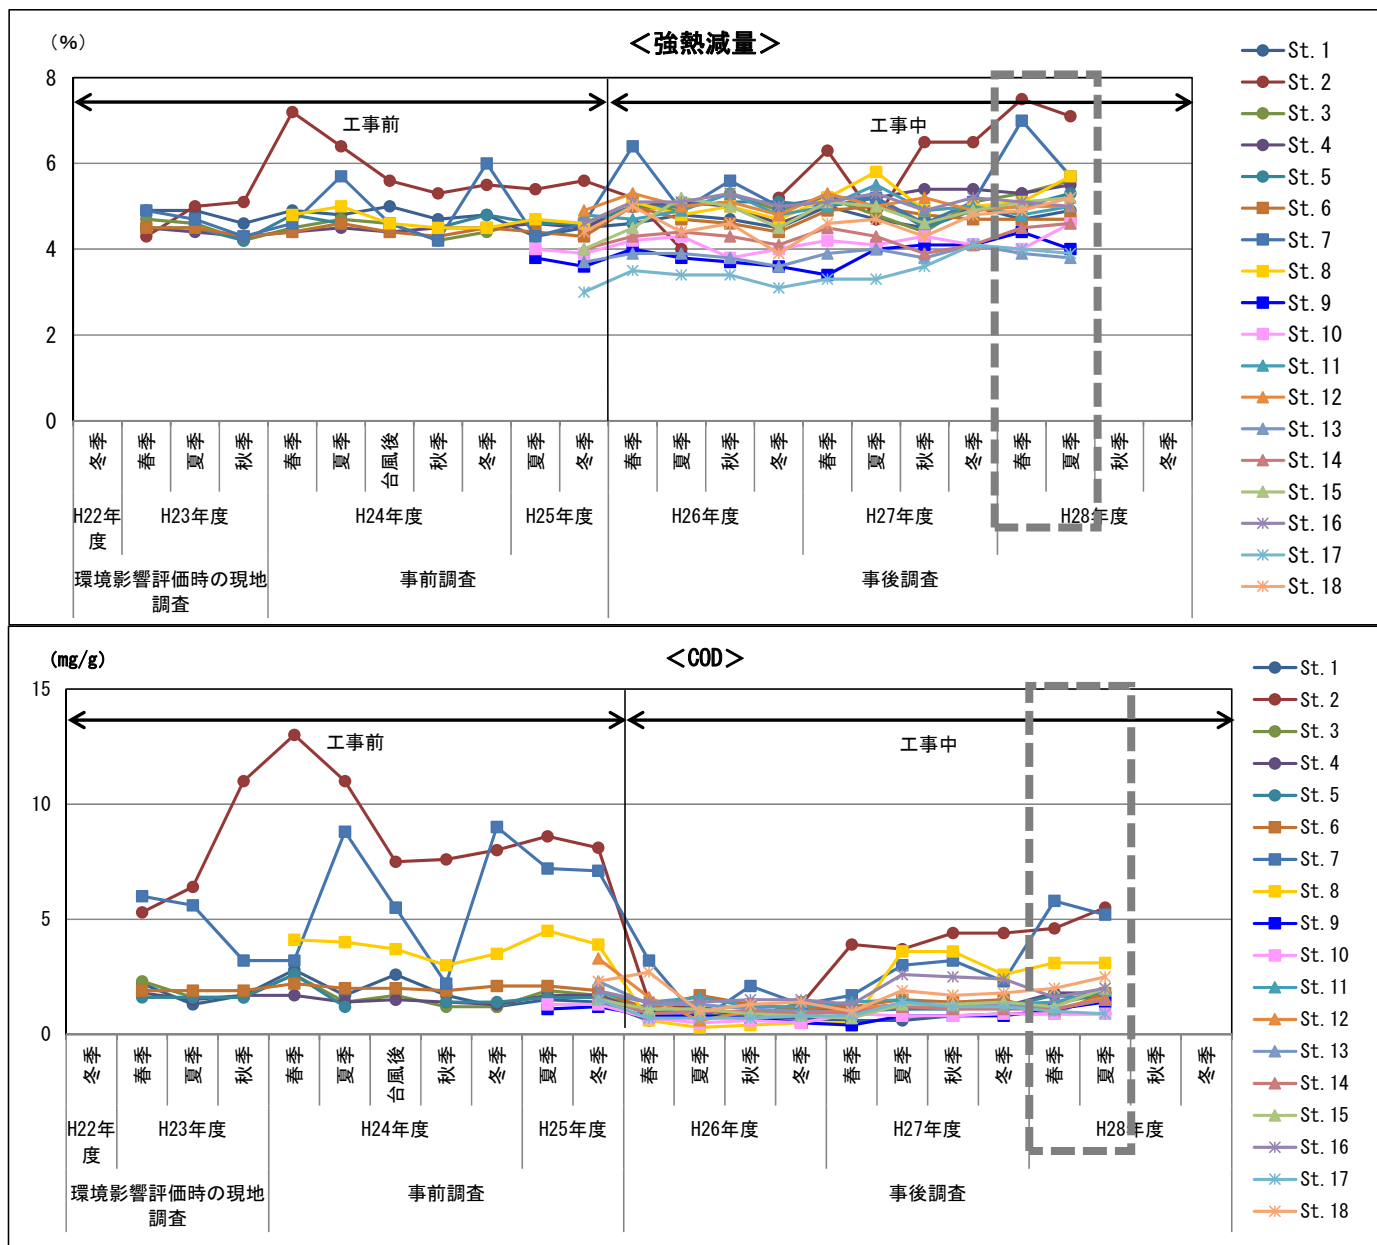 <強熱減量>
(%)
8
6
4
2
0
工事前
工事中
冬季
春季
夏季
秋季
春季
夏季
台風後
秋季
冬季
夏季
冬季
春季
夏季
秋季
冬季
春季
夏季
秋季
冬季
春季
夏季
秋季
冬季
H22年度
H23年度
H24年度
H25年度
H26年度
H27年度
H28年度
環境影響評価時の現地
調査
事前調査
事後調査
St.1
St.2
St.3
St.4
St.5
St.6
St.7
St.8
St.9
St.10
St.11
St.12
St.13
St.14
St.15
St.16
St.17
St.18
<COD>
(mg/g)
15
10
5
0
工事前
工事中
冬季
春季
夏季
秋季
春季
夏季
台風後
秋季
冬季
夏季
冬季
春季
夏季
秋季
冬季
春季
夏季
秋季
冬季
春季
夏季
秋季
冬季
H22年度
H23年度
H24年度
H25年度
H26年度
H27年度
H28年度
環境影響評価時の現地
調査
事前調査
事後調査
St.1
St.2
St.3
St.4
St.5
St.6
St.7
St.8
St.9
St.10
St.11
St.12
St.13
St.14
St.15
St.16
St.17
St.18